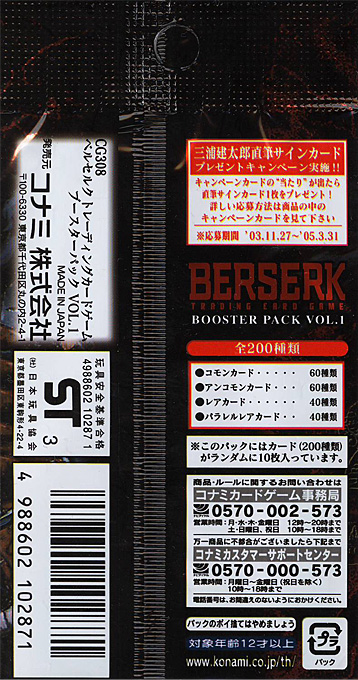 三浦建太郎直筆サインカード
プレゼントキャンペーン実施!!
キャンペーンカードの"当たり"が出たら
直筆サインカード1枚をプレゼント!
詳しい応募方法は商品の中の
キャンペーンカードを見て下さい
※応募期間 '03.11.27〜'05.3.31
BERSERK
TRADING CARD GAME
BOOSTER PACK VOL.1
全200種類
●コモンカード・・・・・ 60種類
●アンコモンカード・・・・ 60種類
●レアカード・・・・・・ 40種類
●パラレルレアカード・・・ 40種類
※このパックにはカード(200種類)
がランダムに10枚入っています。
商品・ルールに関するお問い合わせは
コナミカードゲーム事務局
0570-002-573
営業時間:月・水・木・金曜日 12時〜20時まで
土・日曜日、祝日 10時〜18時まで
万一商品に不都合がございましたら下記まで
コナミカスタマーサポートセンター
0570-000-573
営業時間:月曜日〜金曜日(祝日を除く)
10時〜18時まで
電話番号は、お間違えのないようにおかけください。
パックのポイ捨てはやめましょう
対象年齢12才以上
www.konami.co.jp/th/
プラ
パック
CG308
ベルセルクトレーディングカードゲーム
ブースターパック VOL.1
MADE IN JAPAN
発売元
コナミ株式会社
〒100-6330 東京都千代田区丸の内2-4-1
玩具安全基準合格
4988602 102871
ST
3
(社)日本玩具協会
東京都墨田区東駒形4-22-4
4 988602 102871